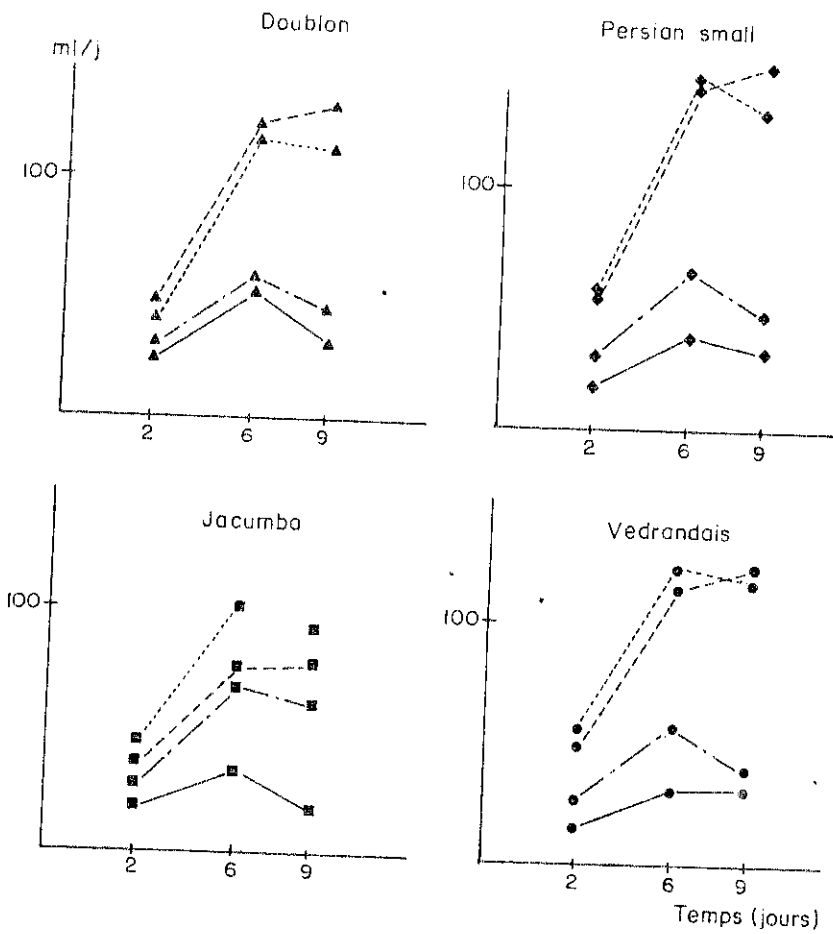 Doublon
ml/j
100
2 6 9
Persian small
100
2 6 9
Jacumba
100
2 6 9
Vedrandais
100
2 6 9
Temps (jours)